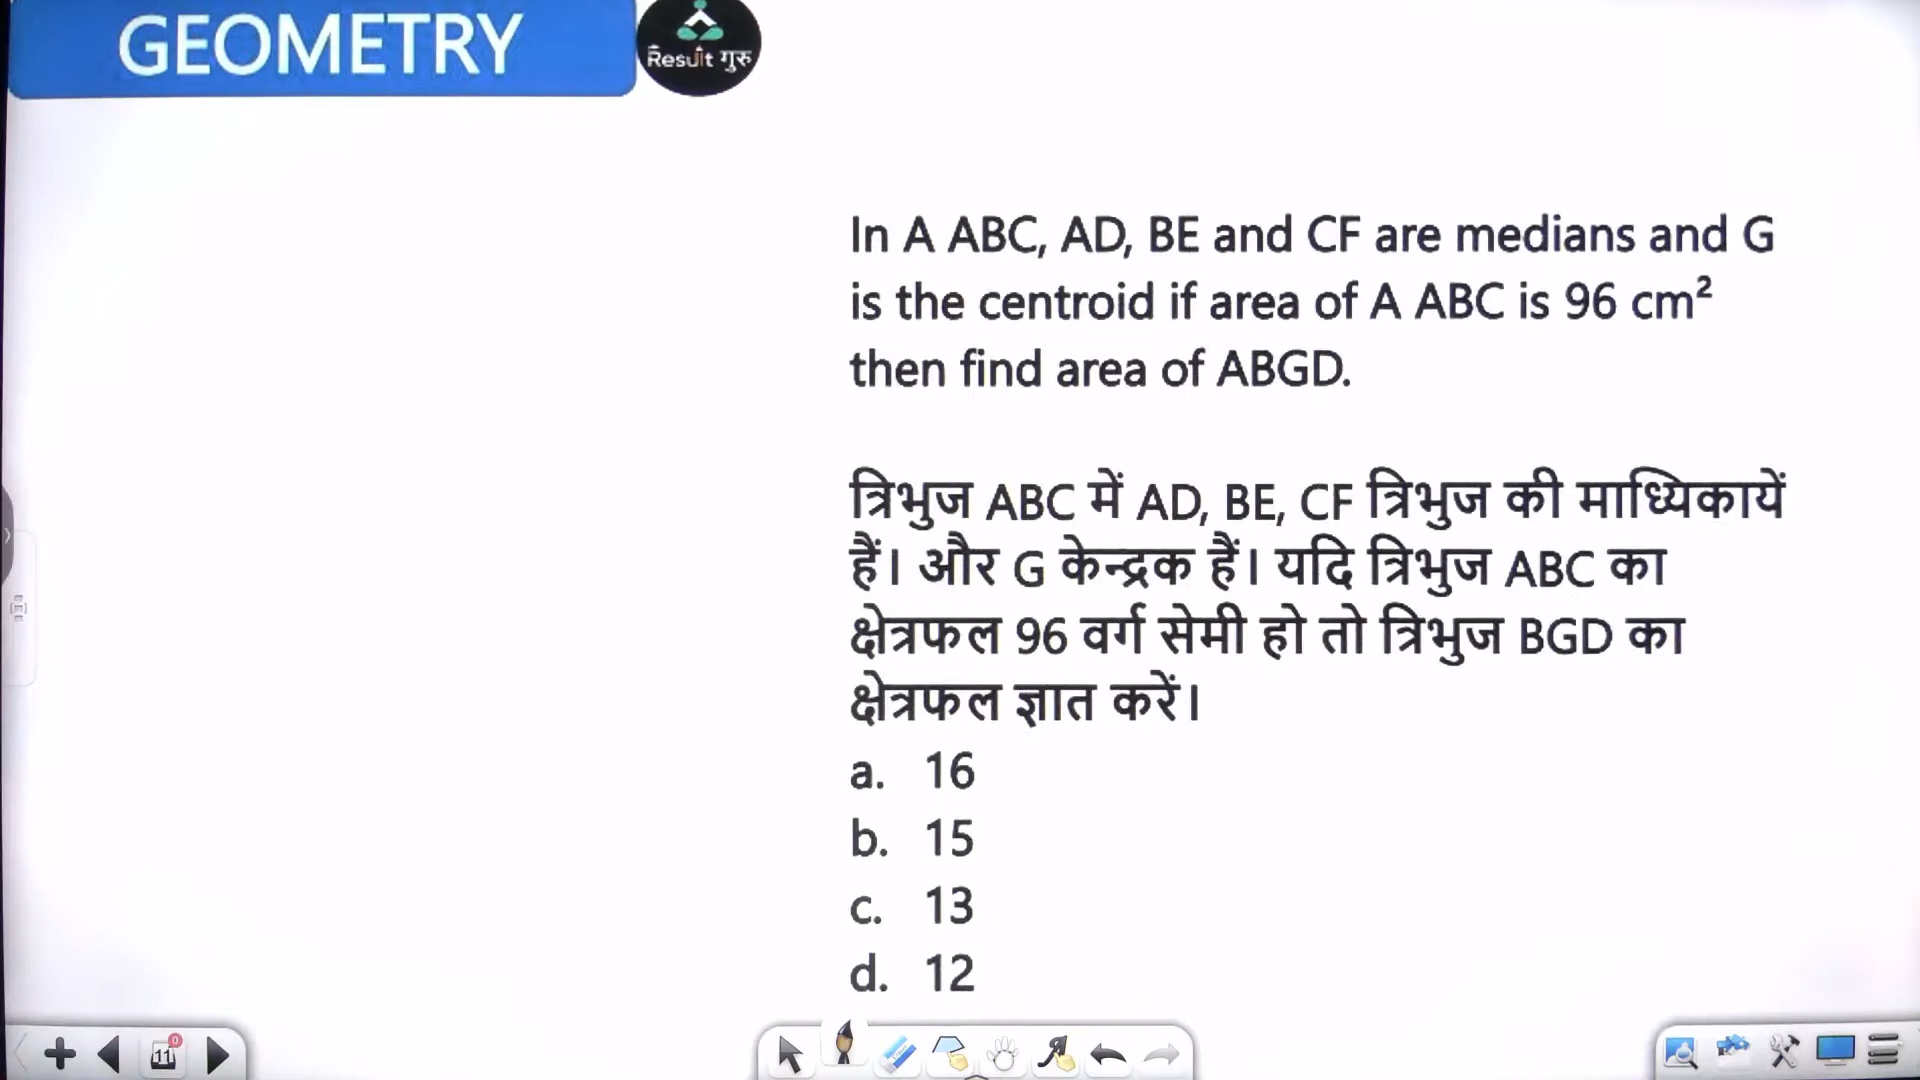 GEOMETRY
Result गुरु
In A ABC, AD, BE and CF are medians and G
is the centroid if area of A ABC is 96 cm²
then find area of ABGD.
त्रिभुज ABC में AD, BE, CF त्रिभुज की माध्यिकायें
हैं। और G केन्द्रक हैं। यदि त्रिभुज ABC का
क्षेत्रफल 96 वर्ग सेमी हो तो त्रिभुज BGD का
क्षेत्रफल ज्ञात करें।
a. 16
b. 15
c. 13
d. 12
11
0